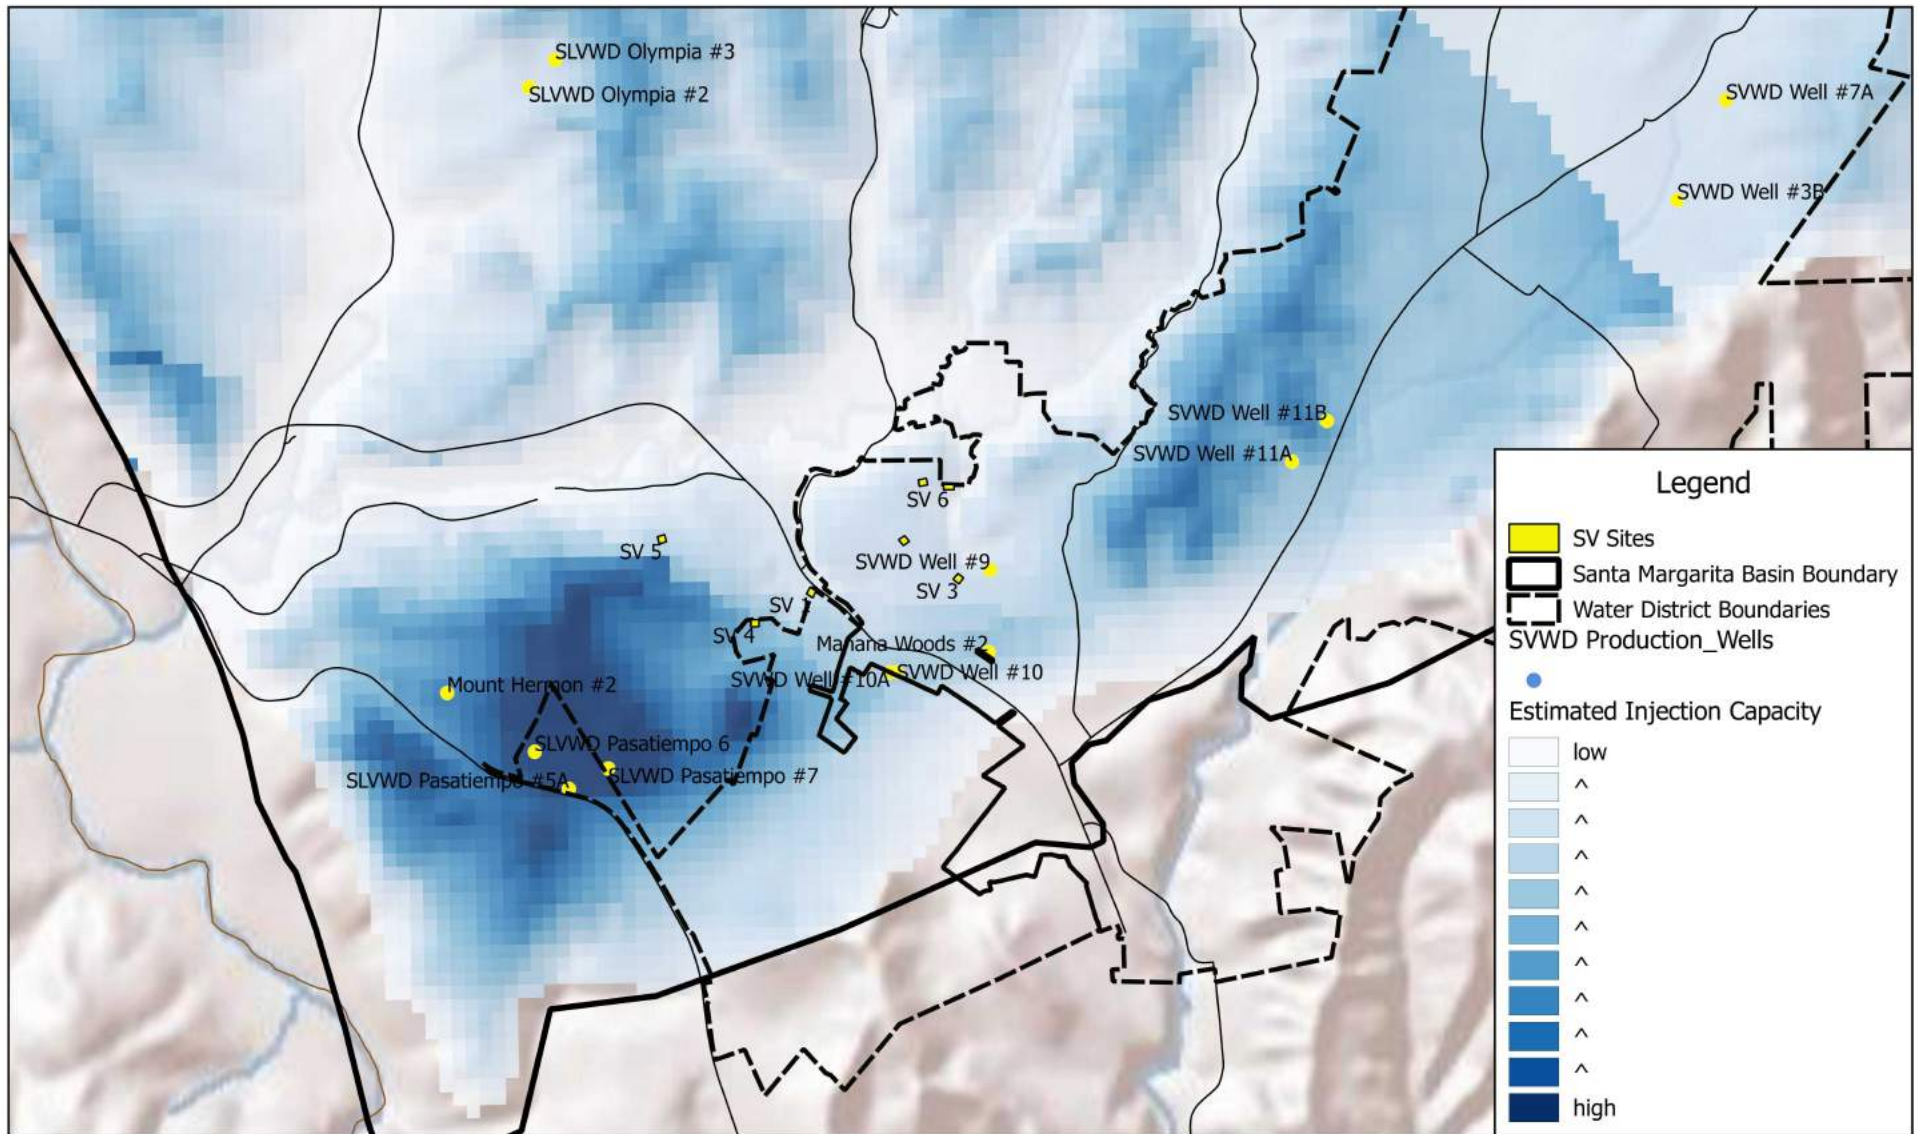 SLVWD Olympia #3
SLVWD Olympia #2
SVWD Well #7A
SVWD Well #3B
SVWD Well #11B
SVWD Well #11A
SV 6
SV 5
SVWD Well #9
SV 3
SV 1
SV 4
Manana Woods #2
SVWD Well #10A
SVWD Well #10
Mount Hermon #2
SLVWD Pasatiempo 6
SLVWD Pasatiempo #7
SLVWD Pasatiempo #5A
Legend
SV Sites
Santa Margarita Basin Boundary
Water District Boundaries
SVWD Production_Wells
Estimated Injection Capacity
low
^
^
^
^
^
^
^
^
^
high